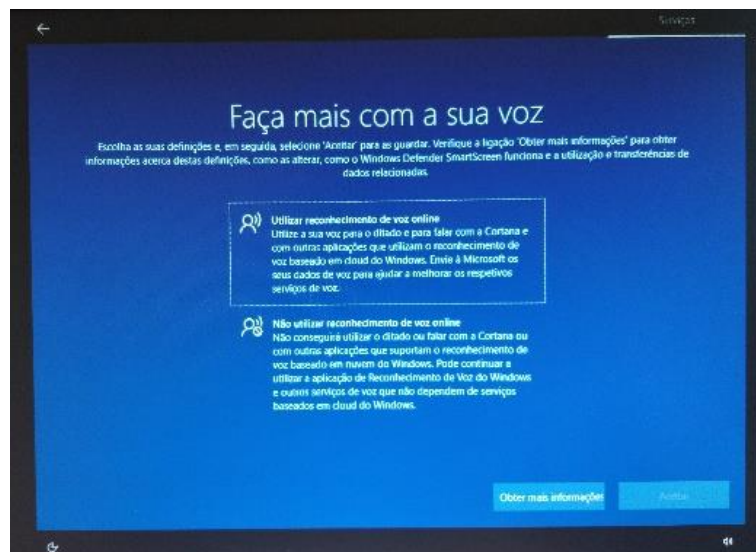 Serviços
Faça mais com a sua voz
Escolha as suas definições e, em seguida, selecione 'Aceitar' para as guardar. Verifique a ligação 'Obter mais informações' para obter
informações acerca destas definições, como as alterar, como o Windows Defender SmartScreen funciona e a utilização e transferências de
dados relacionadas.
Utilizar reconhecimento de voz online
Utilize a sua voz para o ditado e para falar com a Cortana e
com outras aplicações que utilizam o reconhecimento de
voz baseado em cloud do Windows. Envie à Microsoft os
seus dados de voz para ajudar a melhorar os respetivos
serviços de voz.
Não utilizar reconhecimento de voz online
Não conseguirá utilizar o ditado ou falar com a Cortana ou
com outras aplicações que suportam o reconhecimento de
voz baseado em nuvem do Windows. Pode continuar a
utilizar a aplicação de Reconhecimento de Voz do Windows
e outros serviços de voz que não dependem de serviços
baseados em cloud do Windows.
Obter mais informações
Aceitar